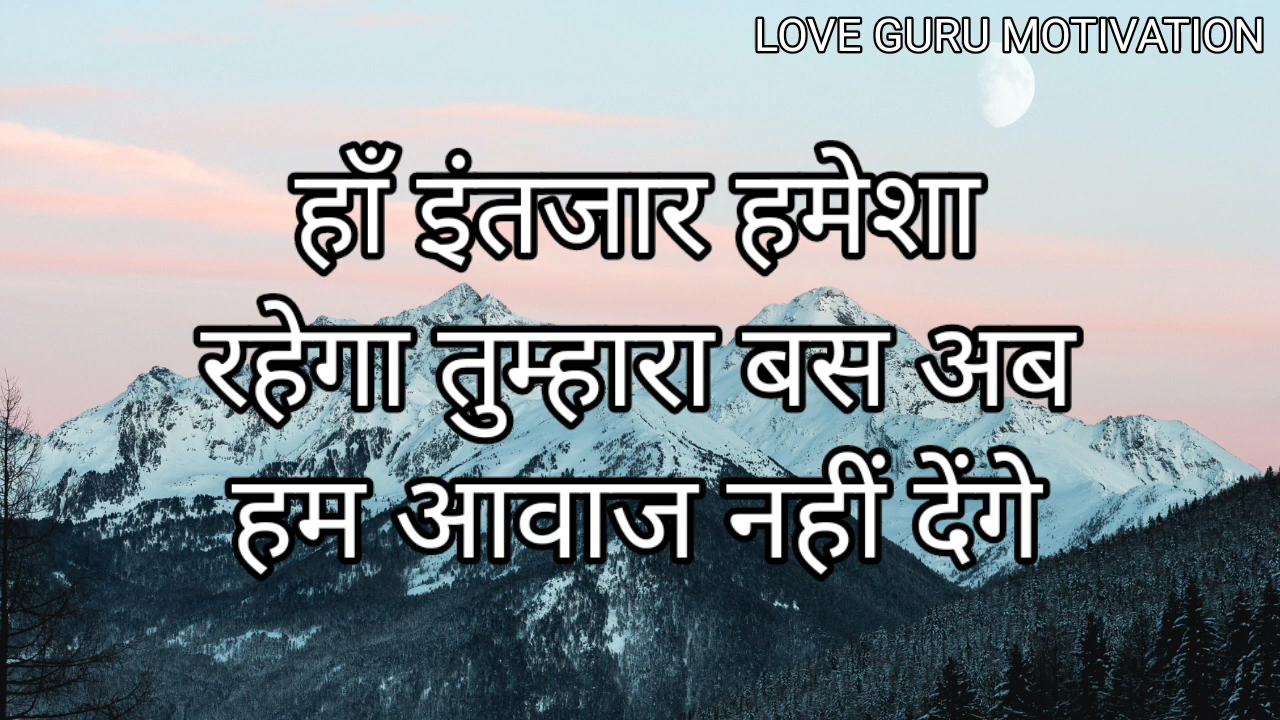 LOVE GURU MOTIVATION
हाँ इंतजार हमेशा
रहेगा तुम्हारा बस अब
हम आवाज नहीं देंगे